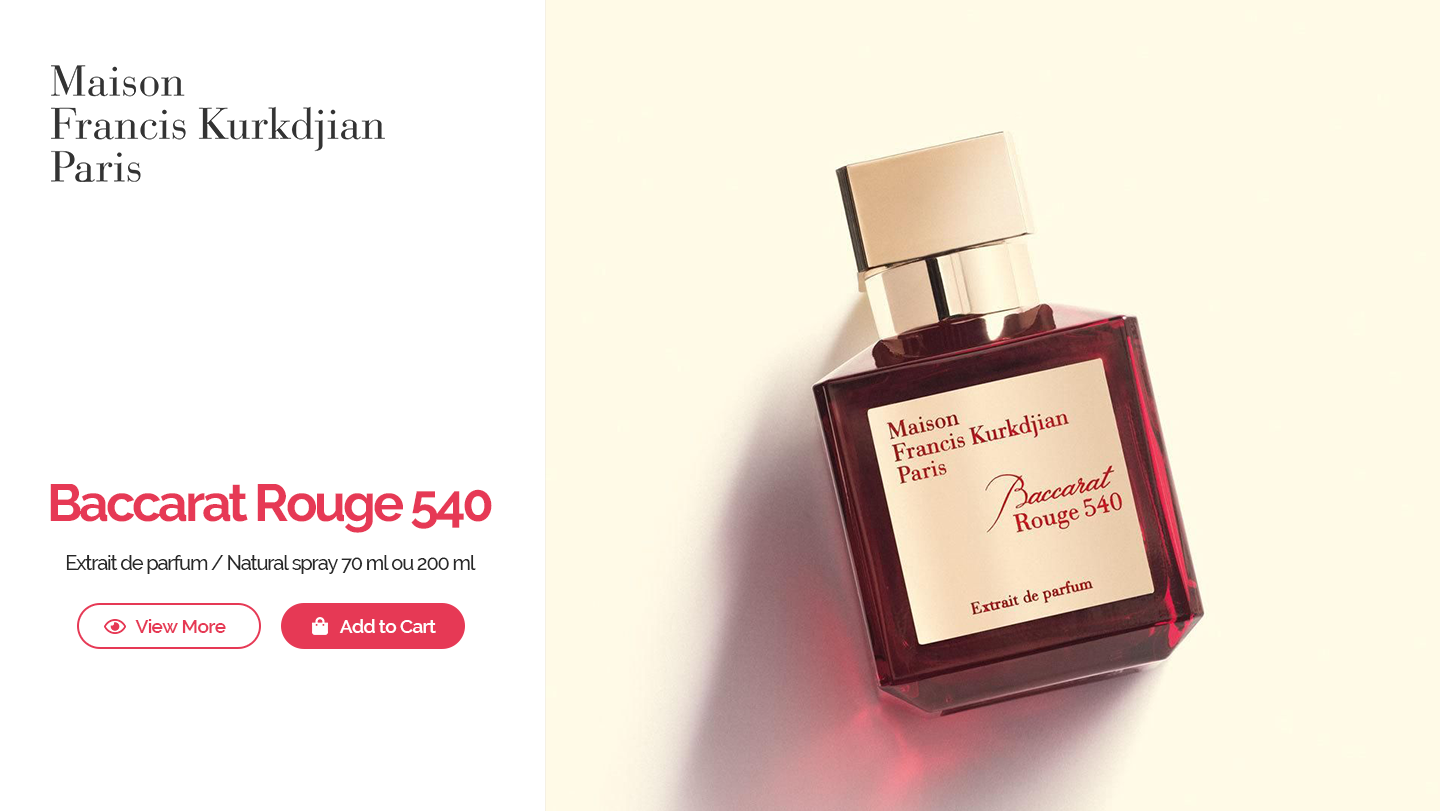 Maison
Francis Kurkdjian
Paris
Baccarat Rouge 540
Extrait de parfum / Natural spray 70 ml ou 200 ml
View More
Add to Cart
Maison
Francis Kurkdjian
Paris
Baccarat
Rouge 540
Extrait de parfum